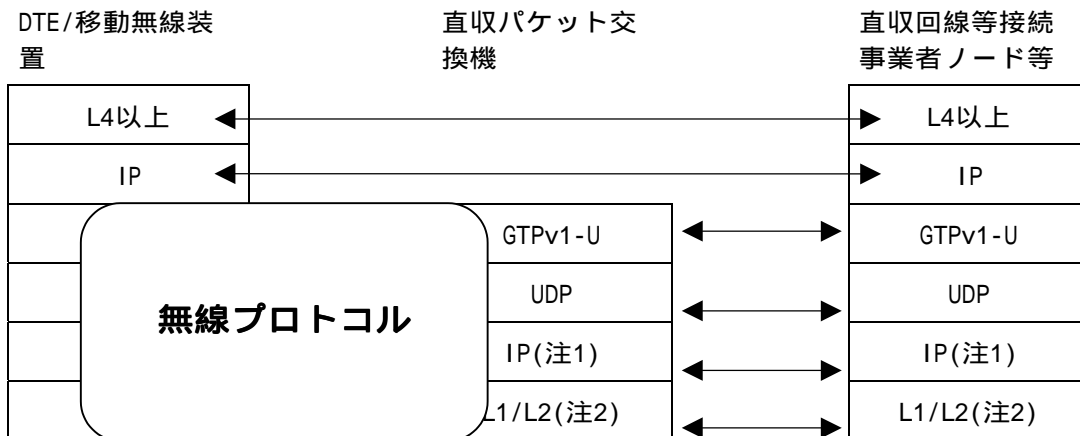 DTE/移動無線装
置
直収パケット交
換機
直収回線等接続
事業者ノード等
L4以上
L4以上
IP
IP
GTPv1-U
GTPv1-U
無線プロトコル
UDP
UDP
IP(注1)
IP(注1)
L1/L2(注2)
L1/L2(注2)